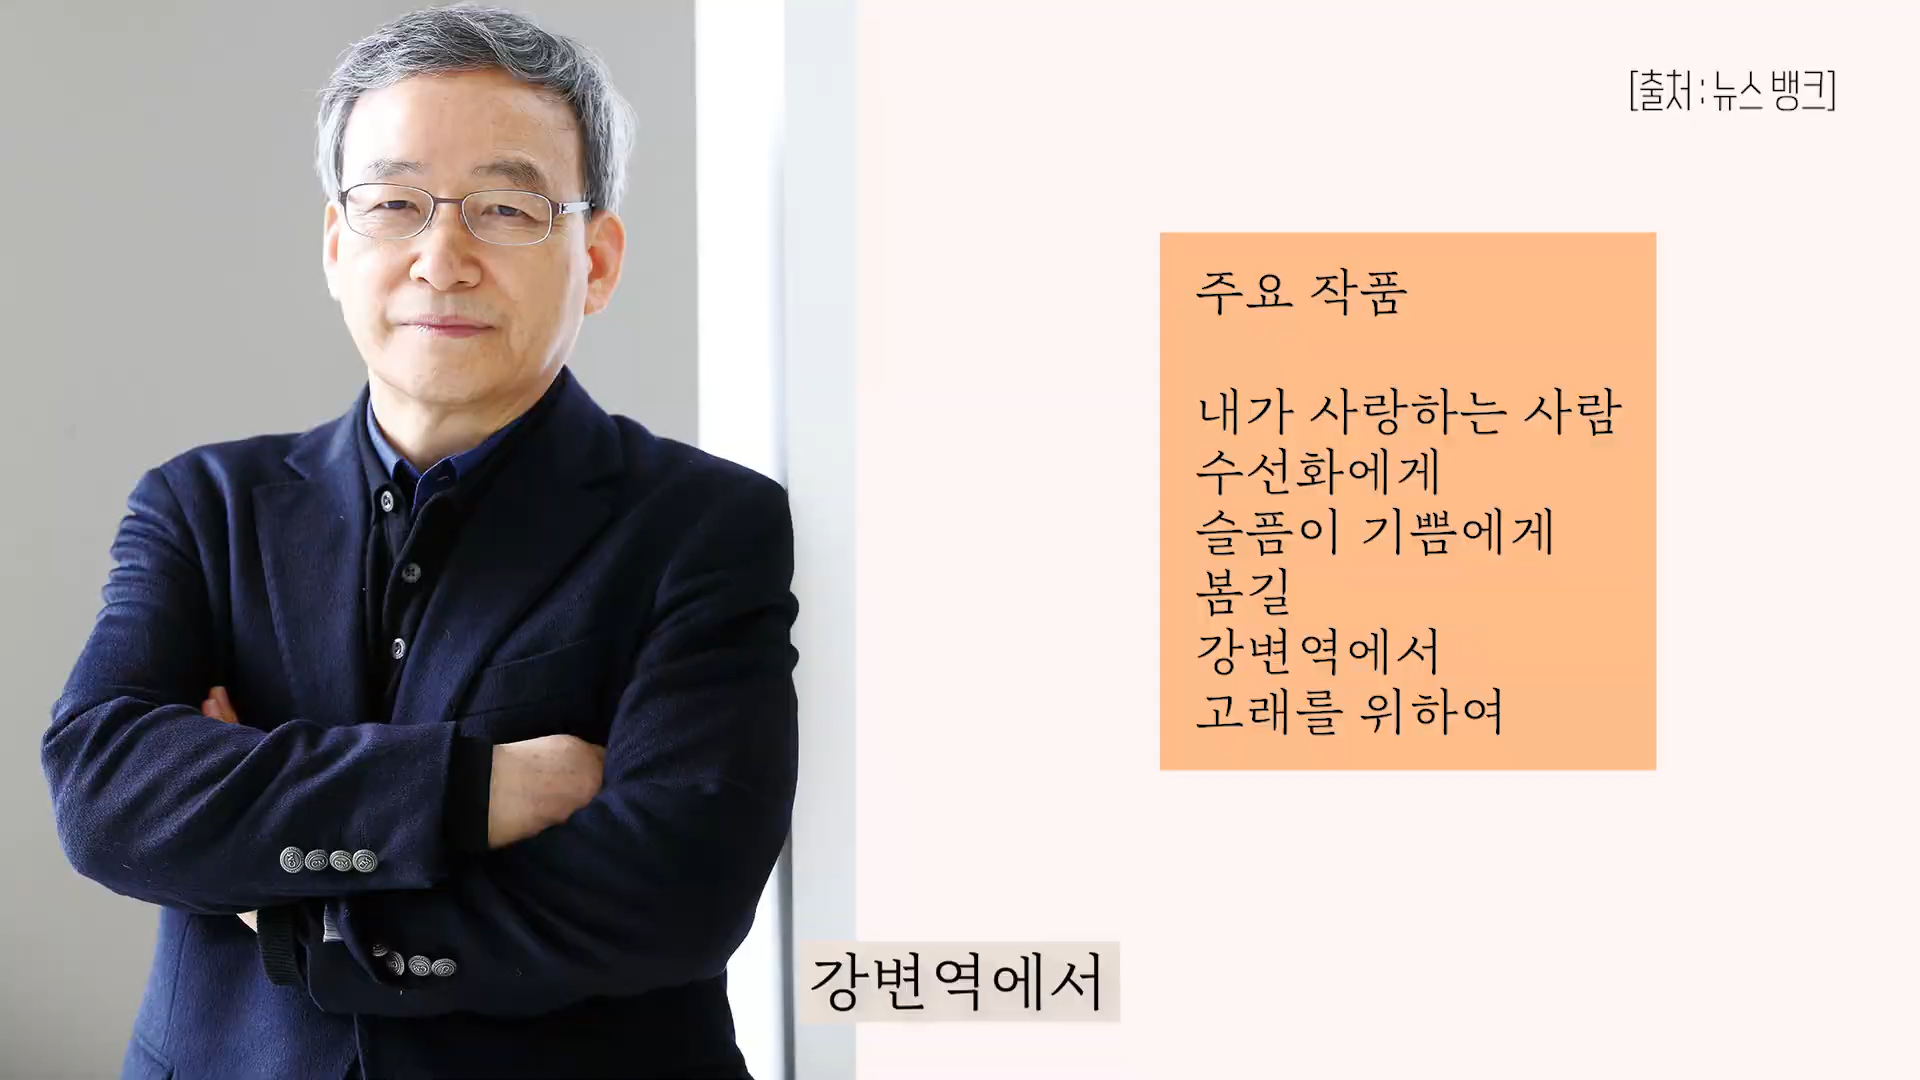 [출처 : 뉴스 뱅크]
주요 작품
내가 사랑하는 사람
수선화에게
슬픔이 기쁨에게
봄길
강변역에서
고래를 위하여
강변역에서